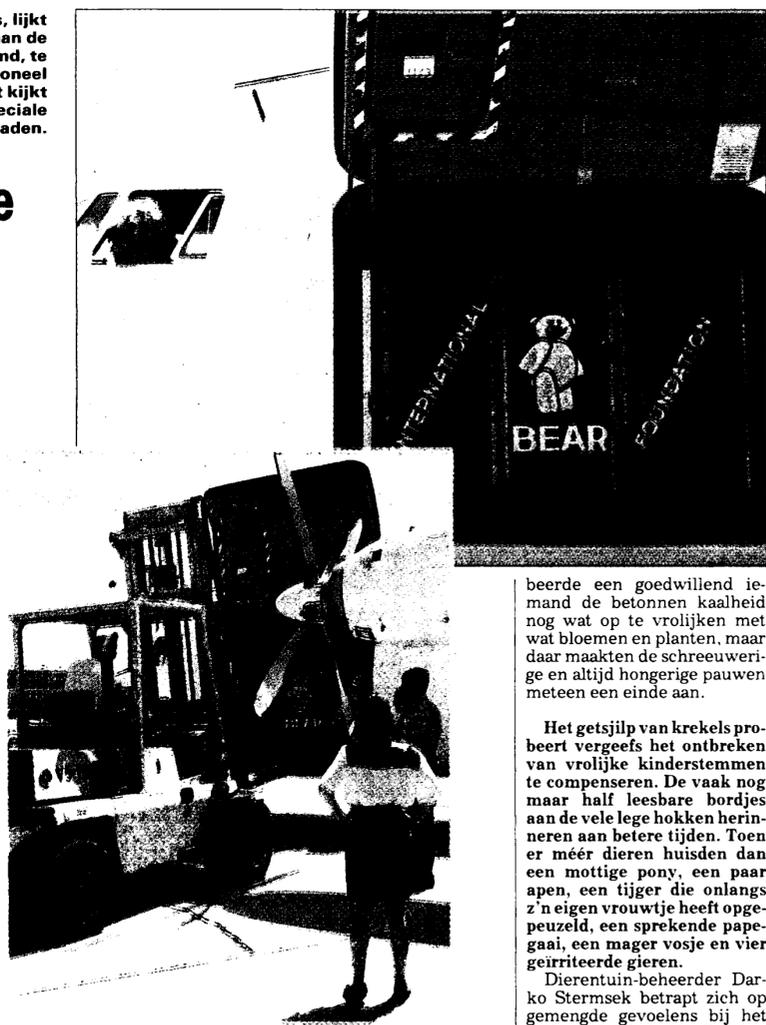 s, lijkt
an de
nd, te
oneel
t kijkt
eciale
aden.
e
INTERNATIONAL
BEAR
FOUNDATION
beerde een goedwillend ie-
mand de betonnen kaalheid
nog wat op te vrolijken met
wat bloemen en planten, maar
daar maakten de schreeuweri-
ge en altijd hongerige pauwen
meteen een einde aan.
Het getsjilp van krekels pro-
beert vergeefs het ontbreken
van vrolijke kinderstemmen
te compenseren. De vaak nog
maar half leesbare bordjes
aan de vele lege hokken herin-
neren aan betere tijden. Toen
er méér dieren huisden dan
een mottige pony, een paar
apen, een tijger die onlangs
z'n eigen vrouwtje heeft opge-
peuzeld, een sprekende pape-
gaai, een mager vosje en vier
geïrriteerde gieren.
Dierentuin-beheerder Dar-
ko Stermsek betrapt zich op
gemengde gevoelens bij het